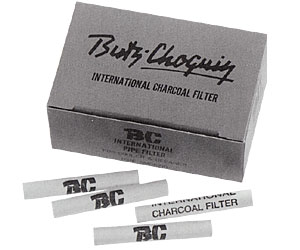 Butz-Choquin
INTERNATIONAL CHARCOAL FILTER
BC
INTERNATIONAL
PIPE FILTER
BC
BC
INTERNATIONAL
CHARCOAL FILTER
BC